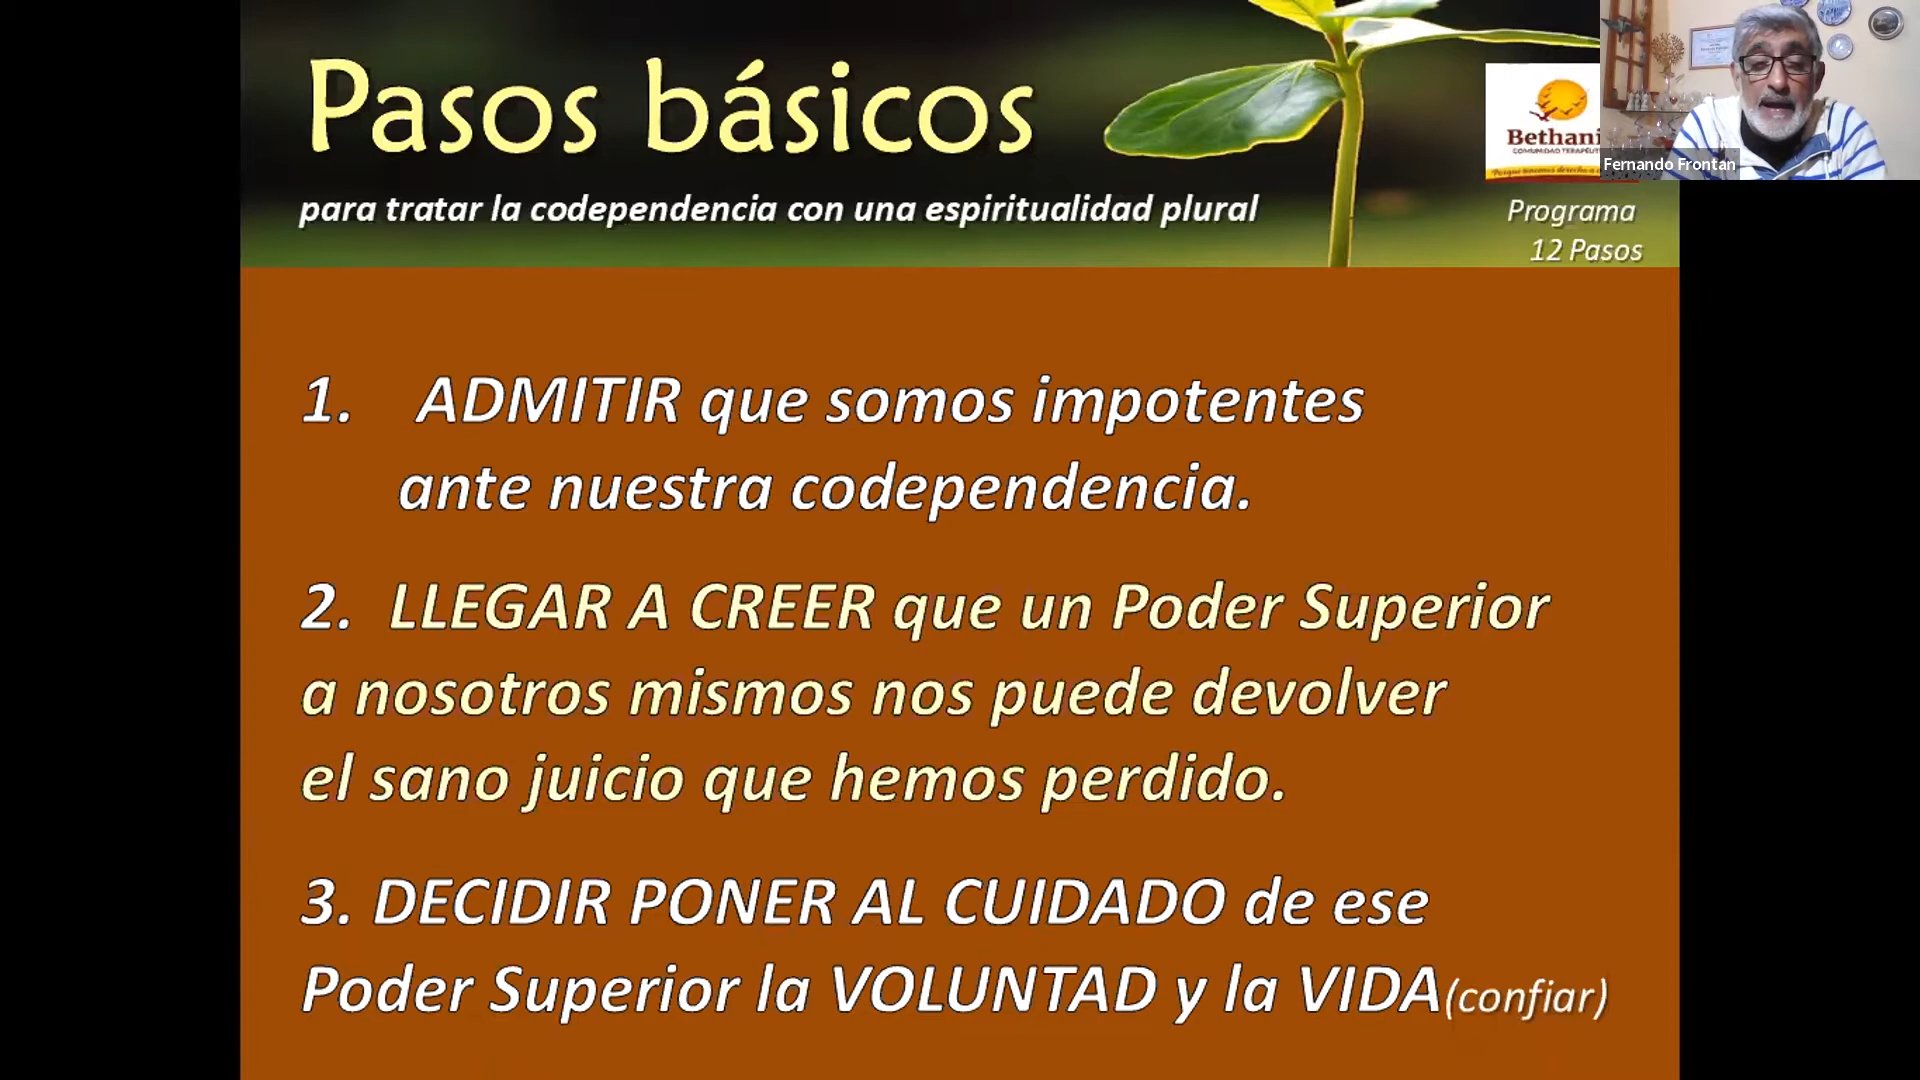 Pasos básicos
para tratar la codependencia con una espiritualidad plural
Bethani
COMUNIDAD
Fernando Frontan
Programa
12 Pasos
1. ADMITIR que somos impotentes
ante nuestra codependencia.
2. LLEGAR A CREER que un Poder Superior
a nosotros mismos nos puede devolver
el sano juicio que hemos perdido.
3. DECIDIR PONER AL CUIDADO de ese
Poder Superior la VOLUNTAD y la VIDA(confiar)